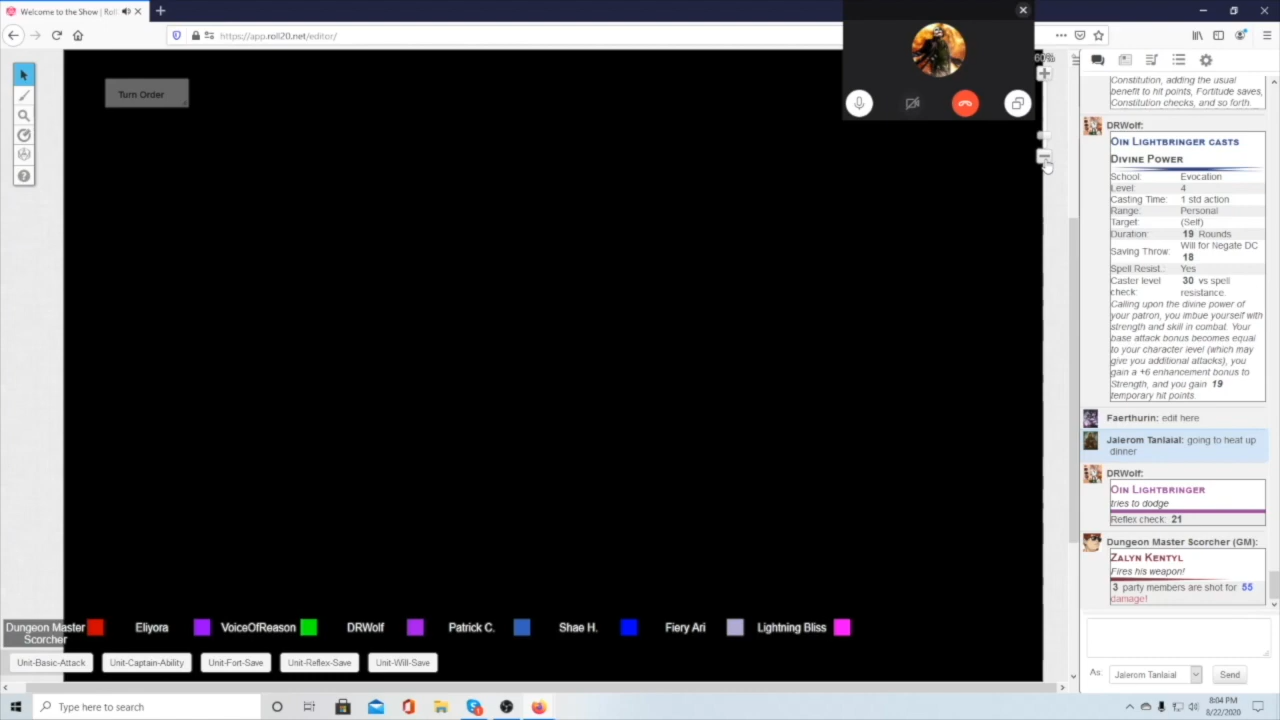 Welcome to the Show | Roll
https://app.roll20.net/editor/
60%
Turn Order
Constitution, adding the usual
benefit to hit points, Fortitude saves,
Constitution checks, and so forth.
DRWolf:
Oin Lightbringer casts
Divine Power
School: Evocation
Level: 4
Casting Time: 1 std action
Range: Personal
Target: (Self)
Duration: 19 Rounds
Saving Throw: Will for Negate DC
18
Spell Resist.: Yes
Caster level 30 vs spell
check: resistance.
Calling upon the divine power of
your patron, you imbue yourself with
strength and skill in combat. Your
base attack bonus becomes equal
to your character level (which may
give you additional attacks), you
gain a +6 enhancement bonus to
Strength, and you gain 19
temporary hit points.
Faerthurin: edit here
Jalerom Tanlaial: going to heat up
dinner
DRWolf:
Oin Lightbringer
tries to dodge
Reflex check: 21
Dungeon Master Scorcher (GM):
Zalyn Kentyl
Fires his weapon!
3 party members are shot for 55
damage!
Dungeon Master
Scorcher
Eliyora
VoiceOfReason
DRWolf
Patrick C.
Shae H.
Fiery Ari
Lightning Bliss
Unit-Basic-Attack
Unit-Captain-Ability
Unit-Fort-Save
Unit-Reflex-Save
Unit-Will-Save
As: Jalerom Tanlaial
Send
Type here to search
8:04 PM
8/22/2020